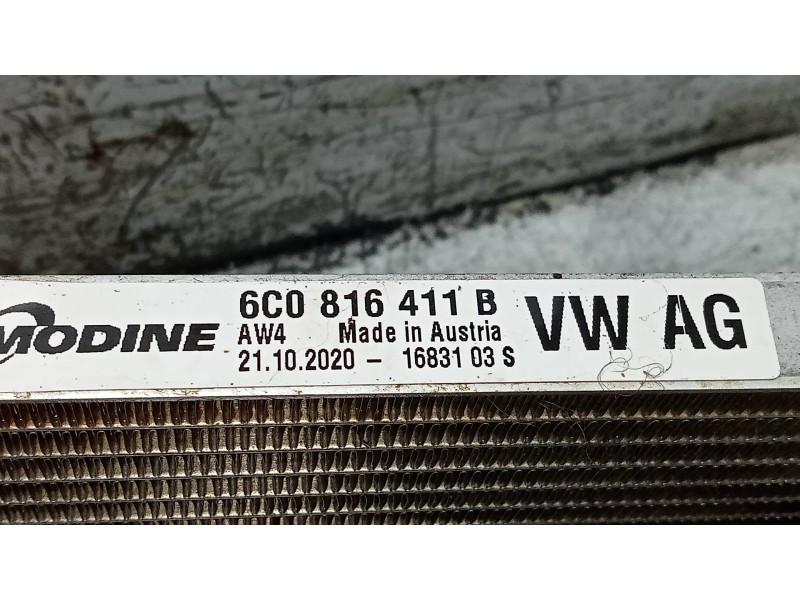 MODINE
6C0 816 411 B
AW4 Made in Austria
21.10.2020 - 16831 03 S
VW AG